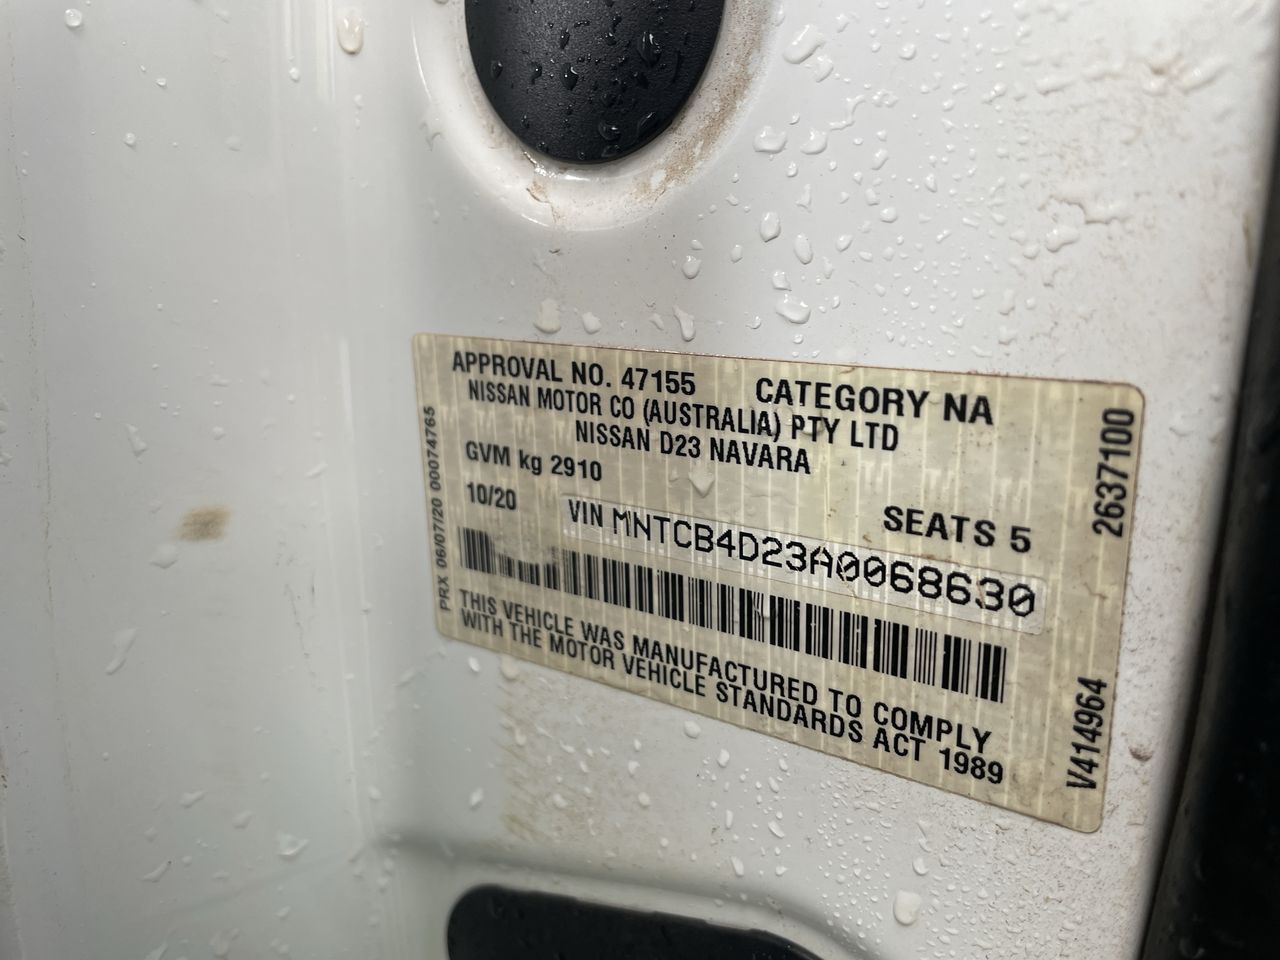 APPROVAL NO. 47155 CATEGORY NA
NISSAN MOTOR CO (AUSTRALIA) PTY LTD
NISSAN D23 NAVARA
GVM kg 2910
SEATS 5
10/20
VIN MNTCB4D23A0068630
THIS VEHICLE WAS MANUFACTURED TO COMPLY
WITH THE MOTOR VEHICLE STANDARDS ACT 1989
PRX 06/07/20 00074765
2637100
V414964